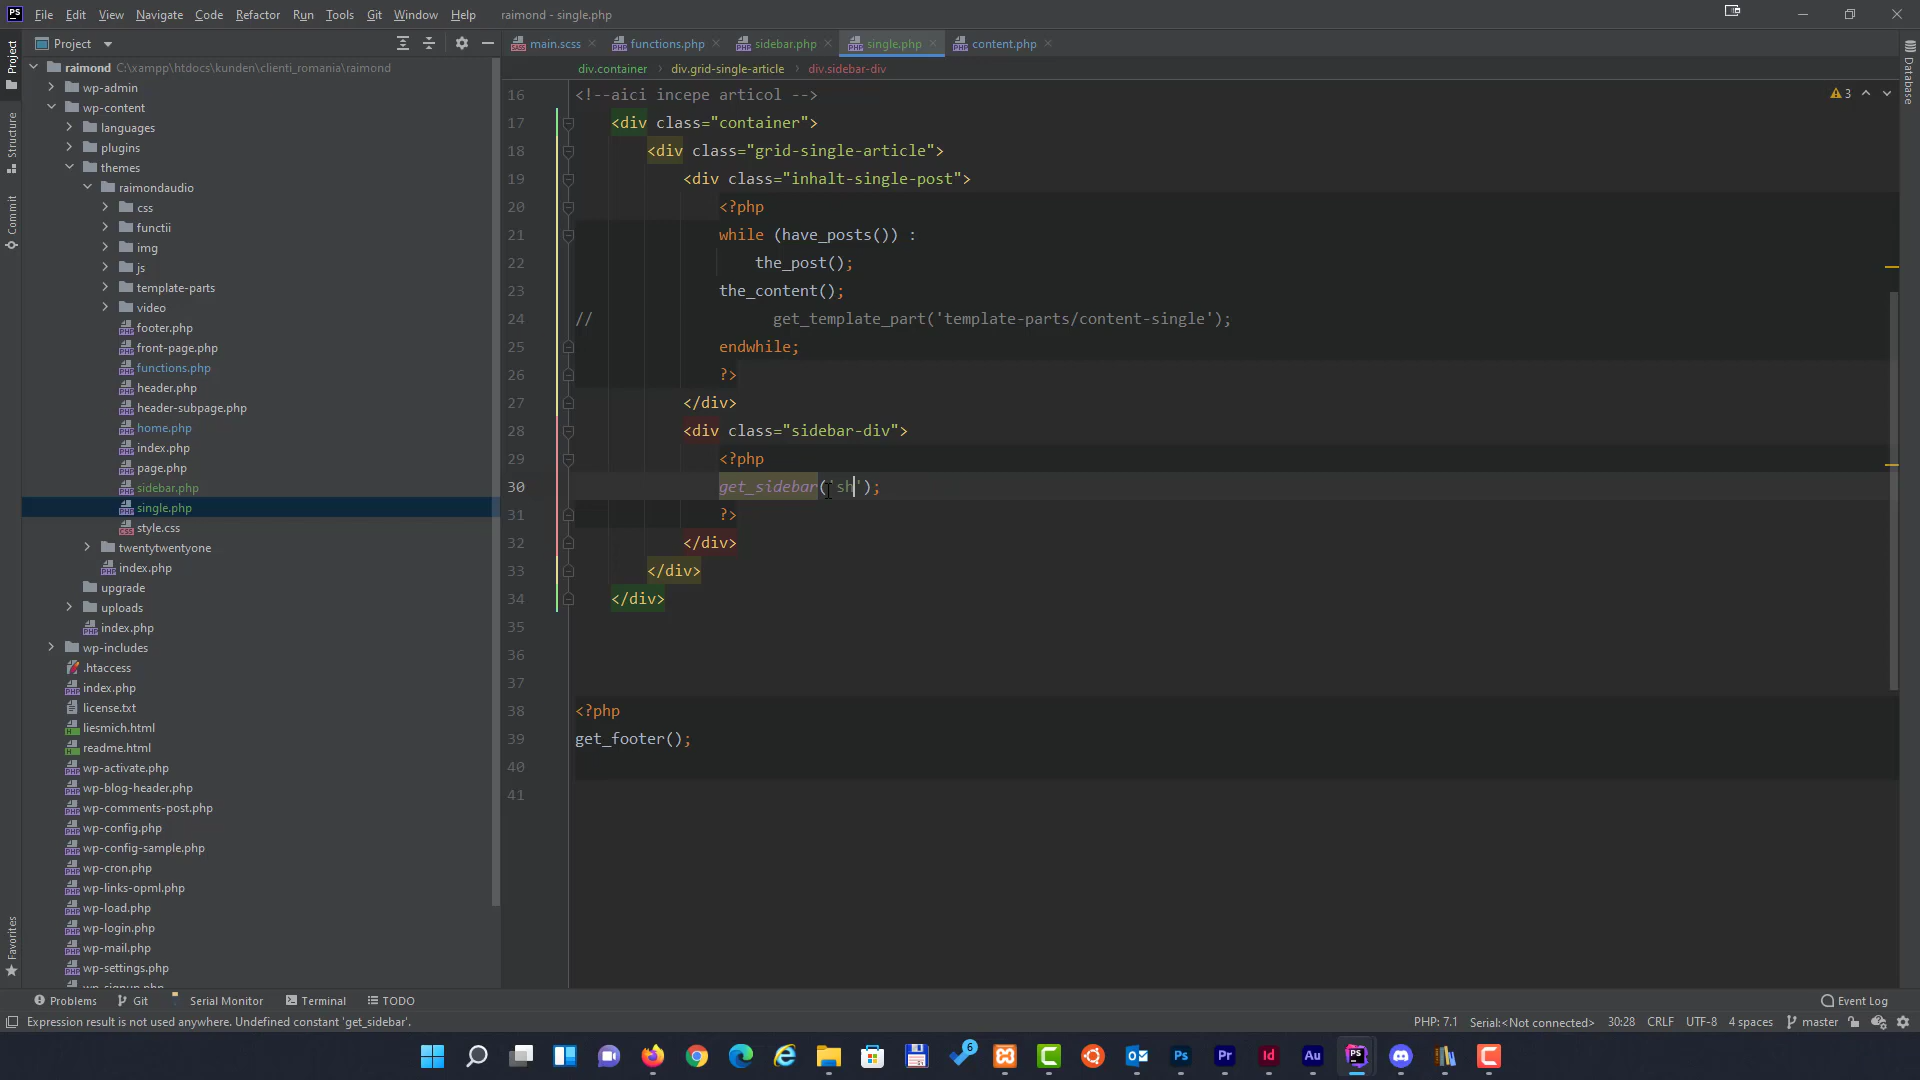 PS File Edit View Navigate Code Refactor Run Tools Git Window Help raimond - single.php
Project main.scss functions.php sidebar.php single.php content.php
raimond C:\xampp\htdocs\kunden\clienti_romania\raimond
div.container › div.grid-single-article › div.sidebar-div
wp-admin
wp-content
languages
plugins
themes
raimondaudio
css
functii
img
js
template-parts
video
footer.php
front-page.php
functions.php
header.php
header-subpage.php
home.php
index.php
page.php
sidebar.php
single.php
style.css
twentytwentyone
index.php
upgrade
uploads
index.php
wp-includes
.htaccess
index.php
license.txt
liesmich.html
readme.html
wp-activate.php
wp-blog-header.php
wp-comments-post.php
wp-config.php
wp-config-sample.php
wp-cron.php
wp-links-opml.php
wp-load.php
wp-login.php
wp-mail.php
wp-settings.php
wp-signup.php
16 <!--aici incepe articol -->
17 <div class="container">
18 <div class="grid-single-article">
19 <div class="inhalt-single-post">
20 <?php
21 while (have_posts()) :
22 the_post();
23 the_content();
24 // get_template_part('template-parts/content-single');
25 endwhile;
26 ?>
27 </div>
28 <div class="sidebar-div">
29 <?php
30 get_sidebar('sh');
31 ?>
32 </div>
33 </div>
34 </div>
35
36
37
38 <?php
39 get_footer();
40
41
3
Project
Structure
Commit
Favorites
Database
Problems Git Serial Monitor Terminal TODO Event Log
Expression result is not used anywhere. Undefined constant 'get_sidebar'. PHP: 7.1 Serial:<Not connected> 30:28 CRLF UTF-8 4 spaces master
6 Ps Pr Id Au PS